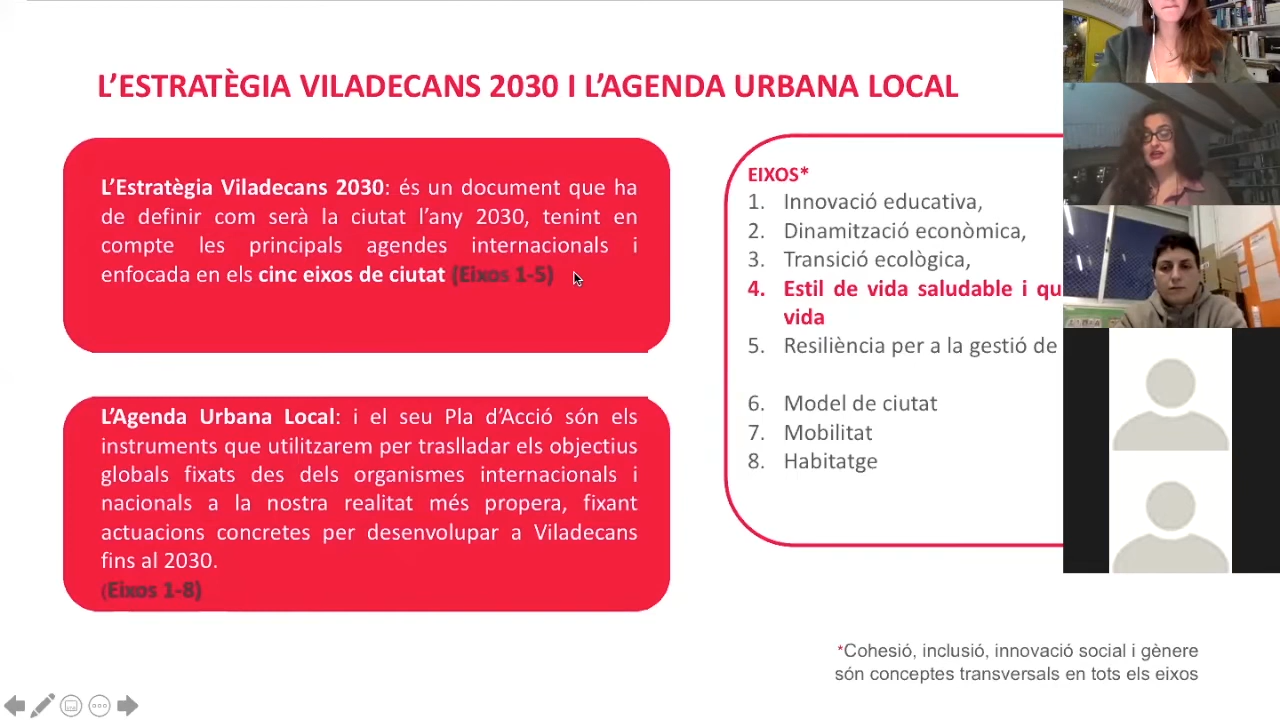 L’ESTRATÈGIA VILADECANS 2030 I L’AGENDA URBANA LOCAL
L’Estratègia Viladecans 2030: és un document que ha
de definir com serà la ciutat l’any 2030, tenint en
compte les principals agendes internacionals i
enfocada en els cinc eixos de ciutat (Eixos 1-5)
L’Agenda Urbana Local: i el seu Pla d’Acció són els
instruments que utilitzarem per traslladar els objectius
globals fixats des dels organismes internacionals i
nacionals a la nostra realitat més propera, fixant
actuacions concretes per desenvolupar a Viladecans
fins al 2030.
(Eixos 1-8)
EIXOS*
1. Innovació educativa,
2. Dinamització econòmica,
3. Transició ecològica,
4. Estil de vida saludable i
vida
5. Resiliència per a la gestió de
6. Model de ciutat
7. Mobilitat
8. Habitatge
*Cohesió, inclusió, innovació social i gènere
són conceptes transversals en tots els eixos